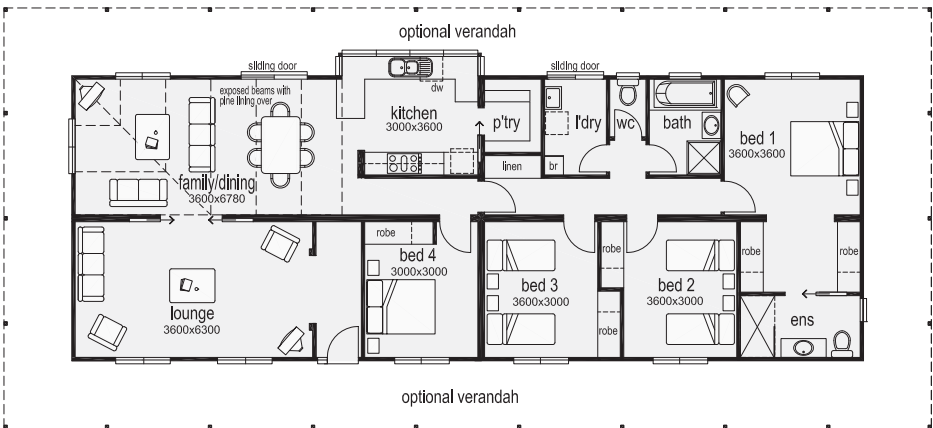 optional verandah
sliding door
sliding door
exposed beams with
pine lining over
dw
kitchen
3000x3600
p'try
l'dry
wc
bath
bed 1
3600x3600
linen
br
family/dining
3600x6780
robe
bed 4
3000x3000
robe
robe
robe
bed 3
3600x3000
bed 2
3600x3000
lounge
3600x6300
robe
ens
optional verandah